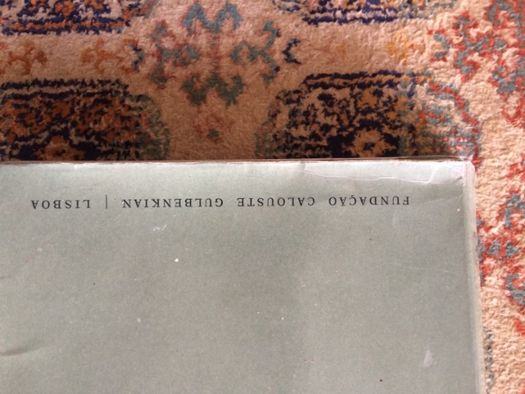 FUNDAÇÃO CALOUSTE GULBENKIAN | LISBOA